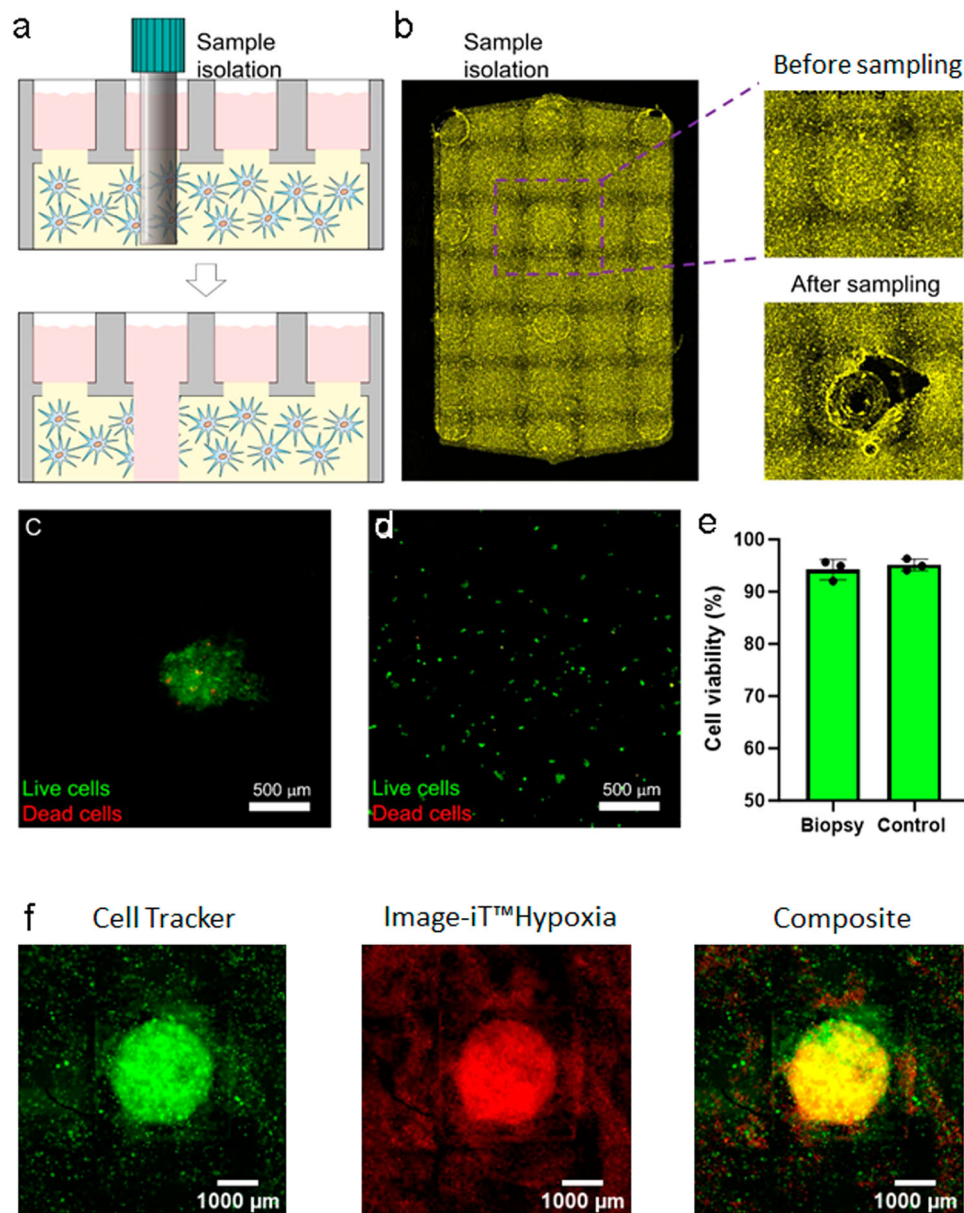 a
Sample
isolation
b
Sample
isolation
Before sampling
After sampling
c
Live cells
Dead cells
500 µm
d
Live cells
Dead cells
500 µm
e
Cell viability (%)
100
90
80
70
60
50
Biopsy
Control
f
Cell Tracker
Image-iT™Hypoxia
Composite
1000 µm
1000 µm
1000 µm